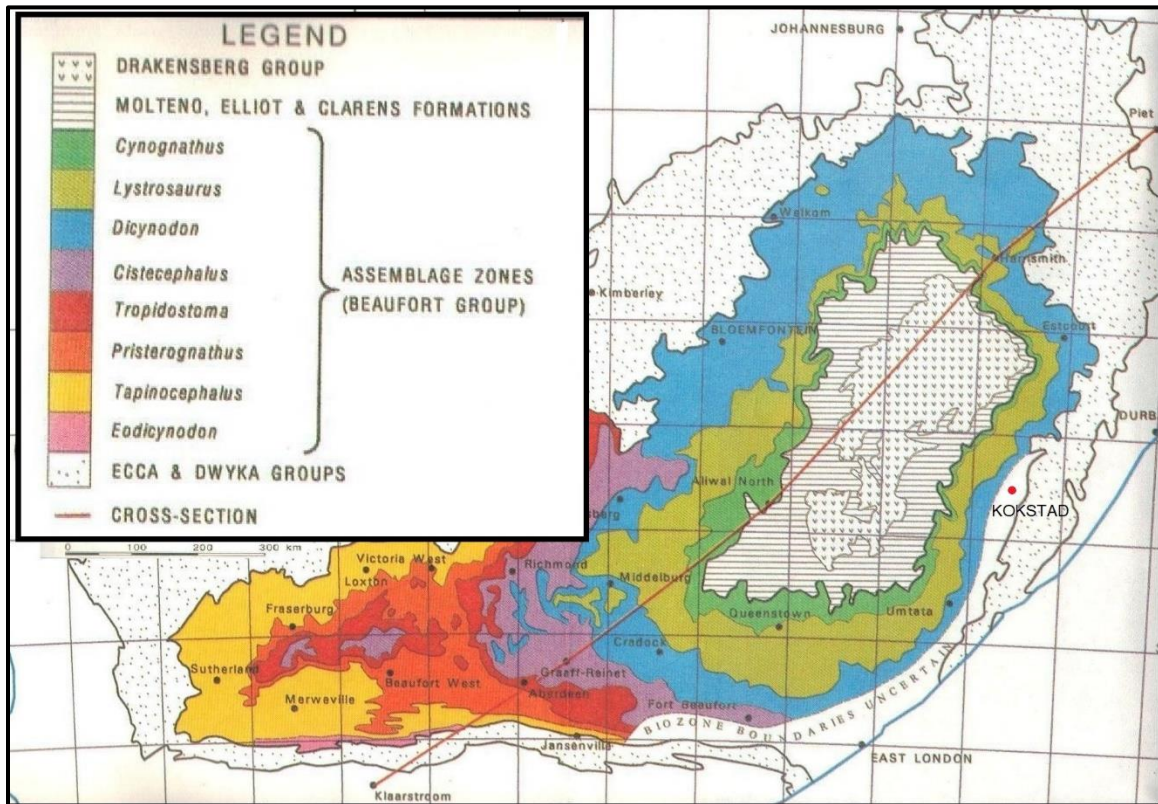 LEGEND
DRAKENSBERG GROUP
MOLTENO, ELLIOT & CLARENS FORMATIONS
Cynognathus
Lystrosaurus
Dicynodon
Cistecephalus
Tropidostoma
Pristerognathus
Tapinocephalus
Eodicynodon
ASSEMBLAGE ZONES
(BEAUFORT GROUP)
ECCA & DWYKA GROUPS
CROSS-SECTION
0 100 200 300 km
JOHANNESBURG
Piet
Welkom
Harrismith
Kimberley
BLOEMFONTEIN
Estcourt
DURB
Aliwal North
KOKSTAD
sberg
Victoria West
Loxton
Richmond
Middelburg
Fraserburg
Queenstown
Umtata
Cradock
Sutherland
Graaff-Reinet
Beaufort West
Aberdeen
Merweville
Fort Beaufort
BIOZONE BOUNDARIES UNCERTAIN
Jansenville
EAST LONDON
Klaarstroom